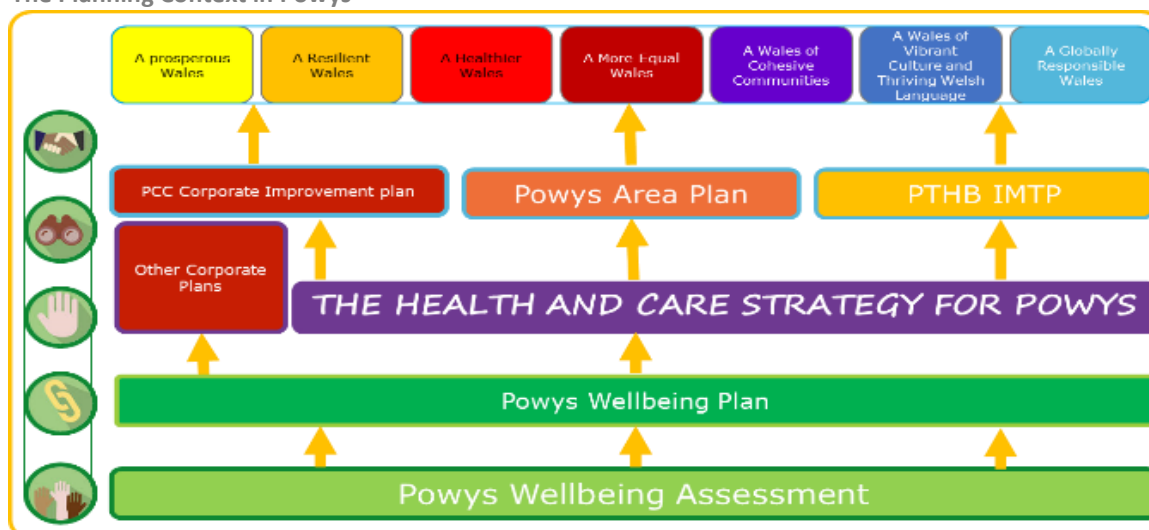 The Planning Context in Powys
A prosperous
Wales
A Resilient
Wales
A Healthier
Wales
A More Equal
Wales
A Wales of
Cohesive
Communities
A Wales of
Vibrant
Culture and
Thriving Welsh
Language
A Globally
Responsible
Wales
PCC Corporate Improvement plan
Powys Area Plan
PTHB IMTP
Other Corporate
Plans
THE HEALTH AND CARE STRATEGY FOR POWYS
Powys Wellbeing Plan
Powys Wellbeing Assessment